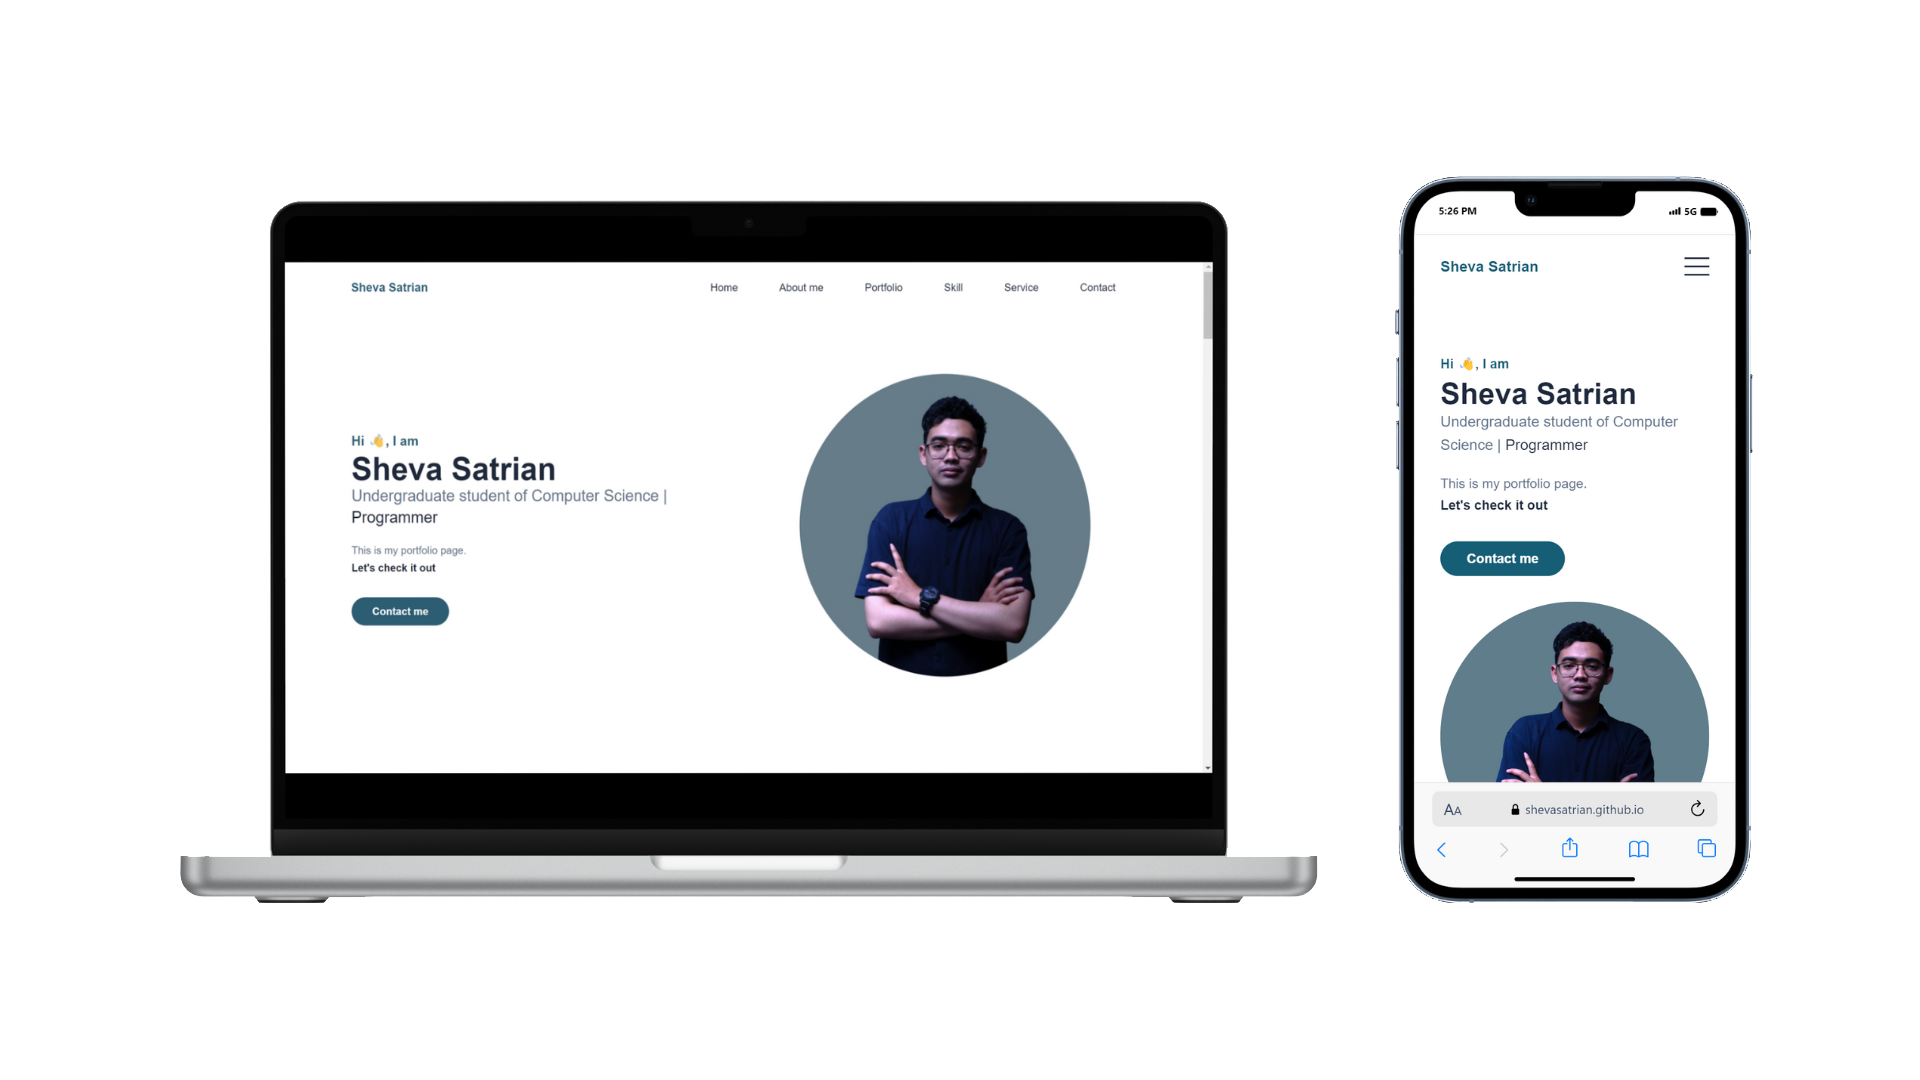 Sheva Satrian
Home About me Portfolio Skill Service Contact
Hi 👋, I am
Sheva Satrian
Undergraduate student of Computer Science |
Programmer
This is my portfolio page.
Let's check it out
Contact me
5:26 PM 5G
Sheva Satrian
Hi 👋, I am
Sheva Satrian
Undergraduate student of Computer
Science | Programmer
This is my portfolio page.
Let's check it out
Contact me
AA shevasatrian.github.io